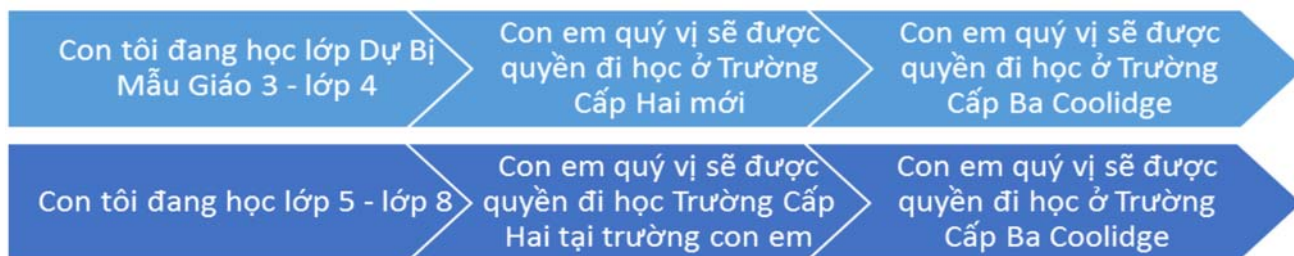 Con tôi đang học lớp Dự Bị
Mẫu Giáo 3 - lớp 4
Con em quý vị sẽ được
quyền đi học ở Trường
Cấp Hai mới
Con em quý vị sẽ được
quyền đi học ở Trường
Cấp Ba Coolidge
Con tôi đang học lớp 5 - lớp 8
Con em quý vị sẽ được
quyền đi học Trường Cấp
Hai tại trường con em
Con em quý vị sẽ được
quyền đi học ở Trường
Cấp Ba Coolidge